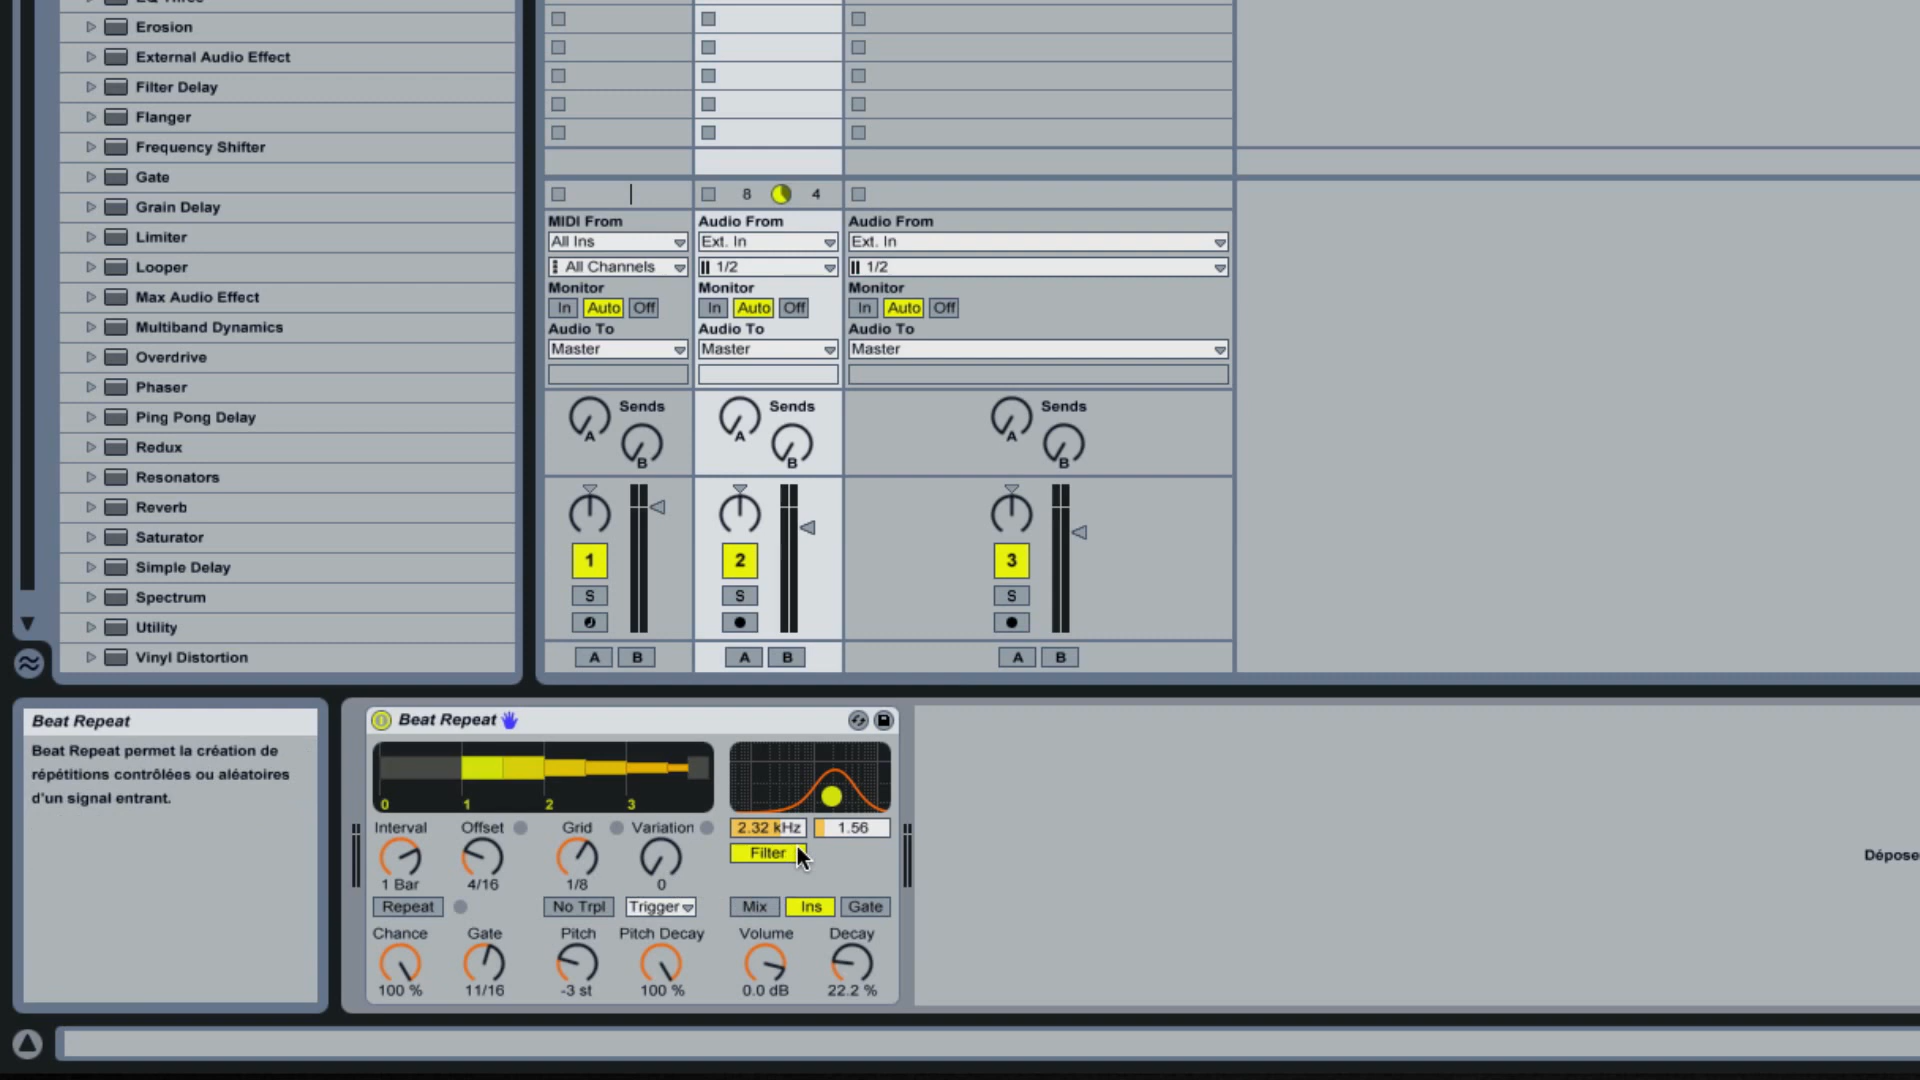 EQ Three
Erosion
External Audio Effect
Filter Delay
Flanger
Frequency Shifter
Gate
Grain Delay
Limiter
Looper
Max Audio Effect
Multiband Dynamics
Overdrive
Phaser
Ping Pong Delay
Redux
Resonators
Reverb
Saturator
Simple Delay
Spectrum
Utility
Vinyl Distortion
8 4
MIDI From Audio From Audio From
All Ins Ext. In Ext. In
All Channels 1/2 1/2
Monitor Monitor Monitor
In Auto Off In Auto Off In Auto Off
Audio To Audio To Audio To
Master Master Master
Sends Sends Sends
A A A
B B B
1 2 3
S S S
A B A B A B
Beat Repeat
Beat Repeat permet la création de
répétitions contrôlées ou aléatoires
d'un signal entrant.
Beat Repeat
0 1 2 3
Interval Offset Grid Variation 2.32 kHz 1.56
Filter
1 Bar 4/16 1/8 0
Repeat No Trpl Trigger Mix Ins Gate
Chance Gate Pitch Pitch Decay Volume Decay
100 % 11/16 -3 st 100 % 0.0 dB 22.2 %